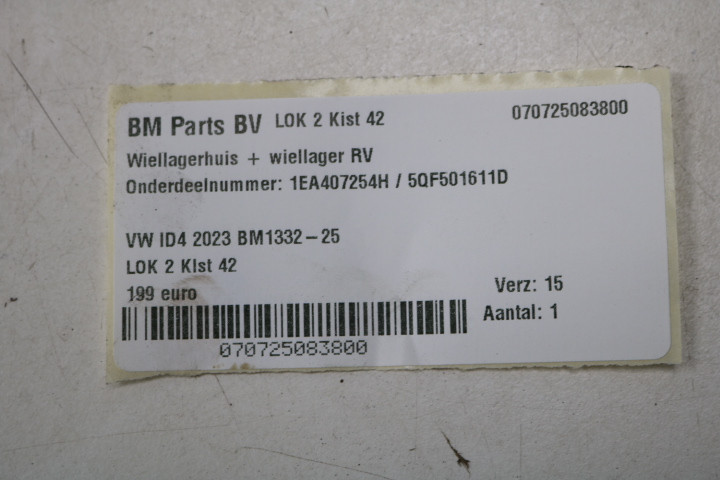 BM Parts BV LOK 2 Kist 42 070725083800
Wiellagerhuis + wiellager RV
Onderdeelnummer: 1EA407254H / 5QF501611D
VW ID4 2023 BM1332-25
LOK 2 KIst 42
199 euro
Verz: 15
Aantal: 1
070725083800